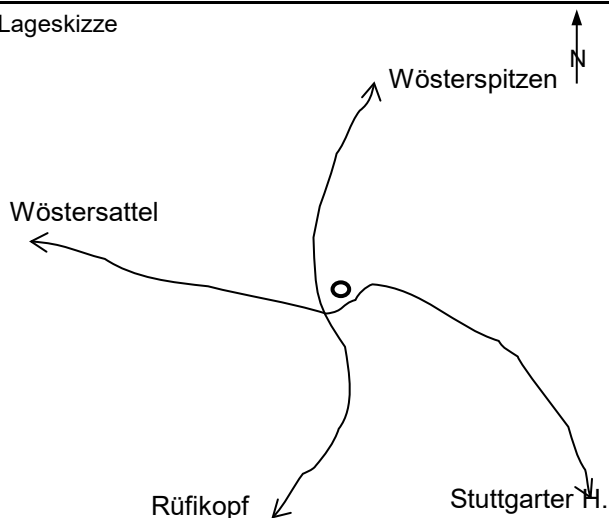 Lageskizze
N
Wösterspitzen
Wöstersattel
Rüfikopf
Stuttgarter H.